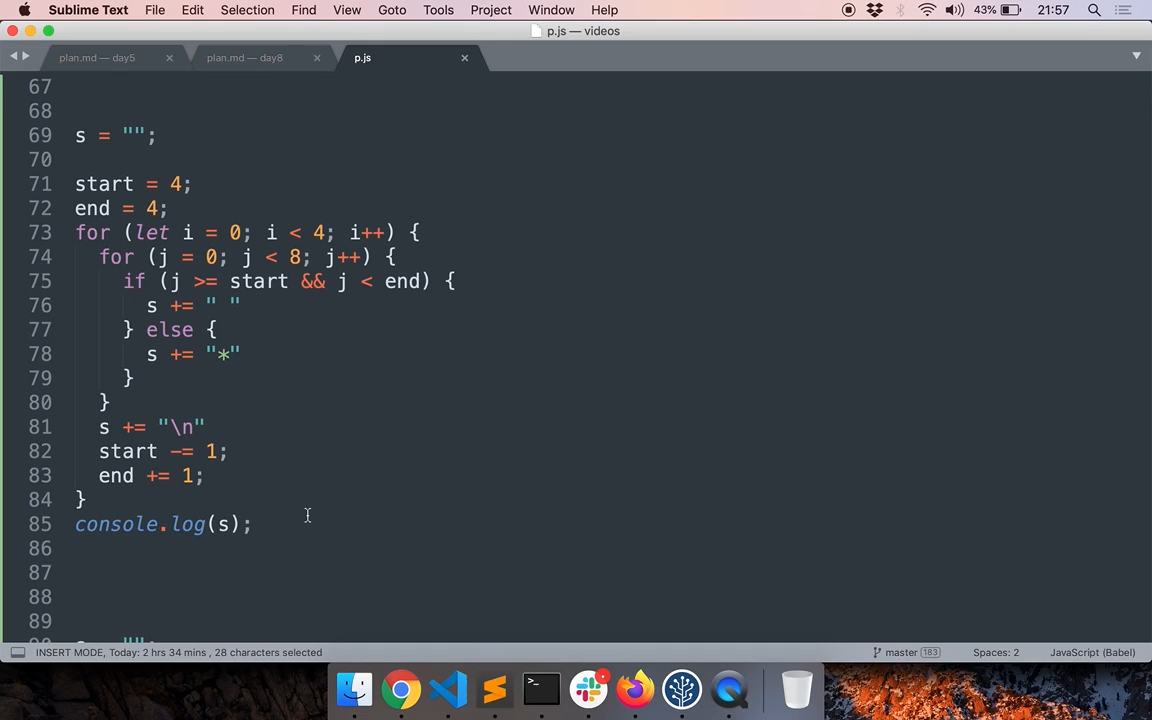 Sublime Text File Edit Selection Find View Goto Tools Project Window Help 43% 21:57
p.js — videos
plan.md — day5 × plan.md — day8 × p.js ×
67
68
69 s = "";
70
71 start = 4;
72 end = 4;
73 for (let i = 0; i < 4; i++) {
74 for (j = 0; j < 8; j++) {
75 if (j >= start && j < end) {
76 s += " "
77 } else {
78 s += "*"
79 }
80 }
81 s += "\n"
82 start -= 1;
83 end += 1;
84 }
85 console.log(s);
86
87
88
89
INSERT MODE, Today: 2 hrs 34 mins , 28 characters selected master 183 Spaces: 2 JavaScript (Babel)